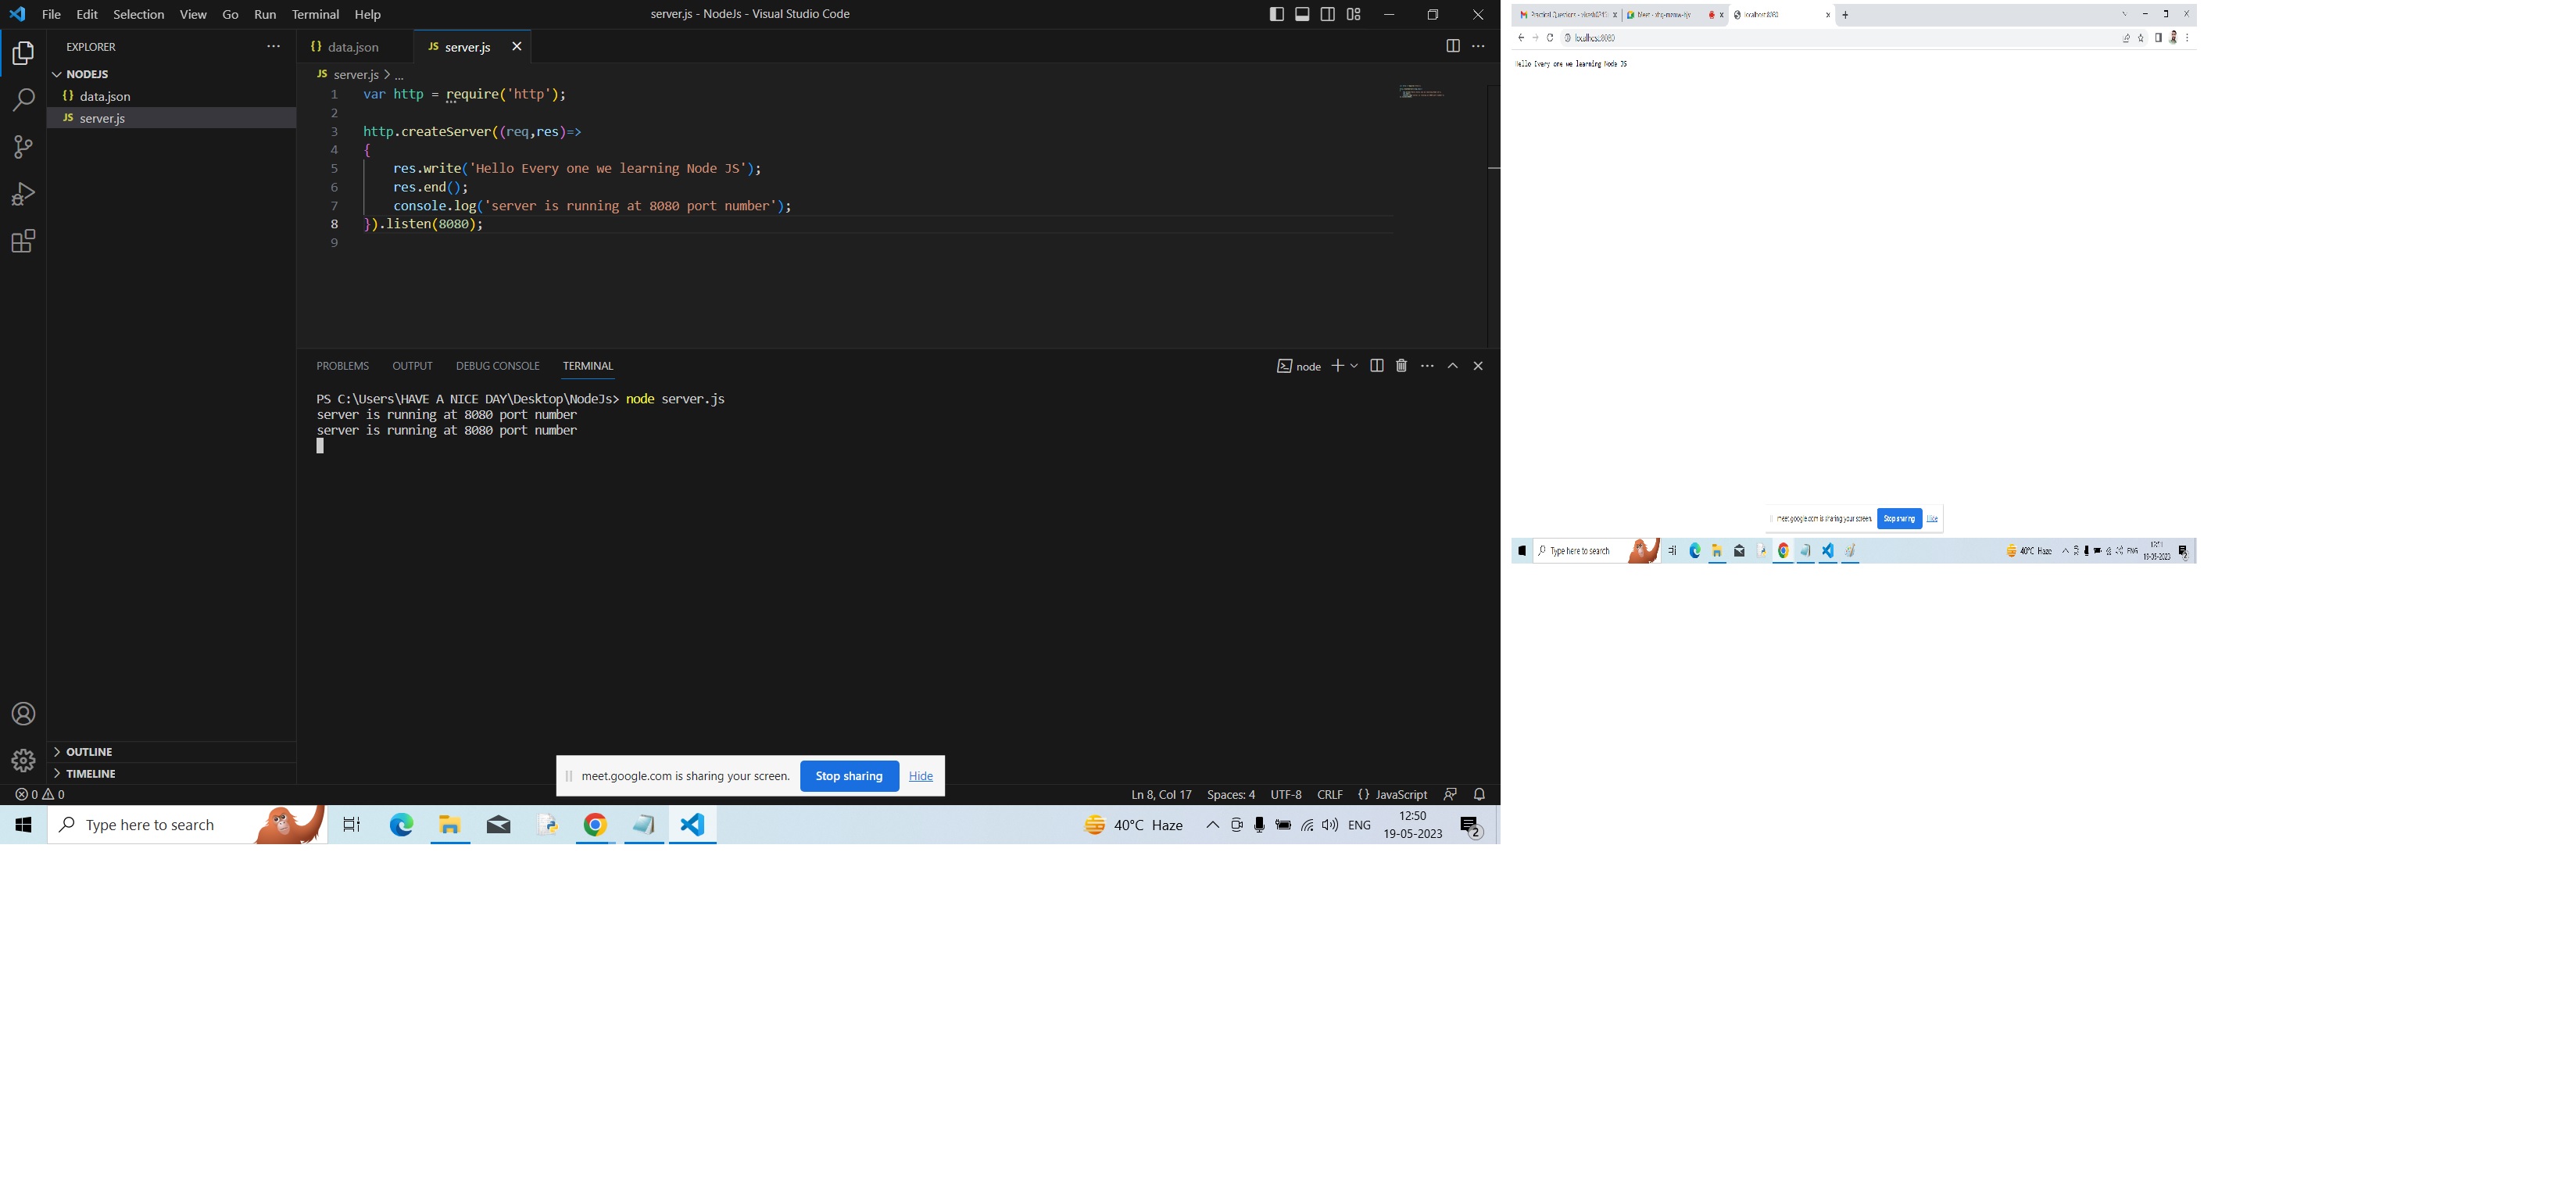 File Edit Selection View Go Run Terminal Help
server.js - NodeJs - Visual Studio Code
EXPLORER
NODEJS
{} data.json
JS server.js
OUTLINE
TIMELINE
{} data.json
JS server.js
JS server.js > ...
1 var http = require('http');
2
3 http.createServer((req,res)=>
4 {
5 res.write('Hello Every one we learning Node JS');
6 res.end();
7 console.log('server is running at 8080 port number');
8 }).listen(8080);
9
PROBLEMS OUTPUT DEBUG CONSOLE TERMINAL
node
PS C:\Users\HAVE A NICE DAY\Desktop\NodeJs> node server.js
server is running at 8080 port number
server is running at 8080 port number
meet.google.com is sharing your screen. Stop sharing Hide
0 0
Ln 8, Col 17 Spaces: 4 UTF-8 CRLF {} JavaScript
Type here to search
40°C Haze
ENG
12:50
19-05-2023
2
Practical Questions
Meet
localhost:8080
localhost:8080
Hello Every one we learning Node JS
meet.google.com is sharing your screen. Stop sharing Hide
Type here to search
40°C Haze
ENG
19-05-2023
2